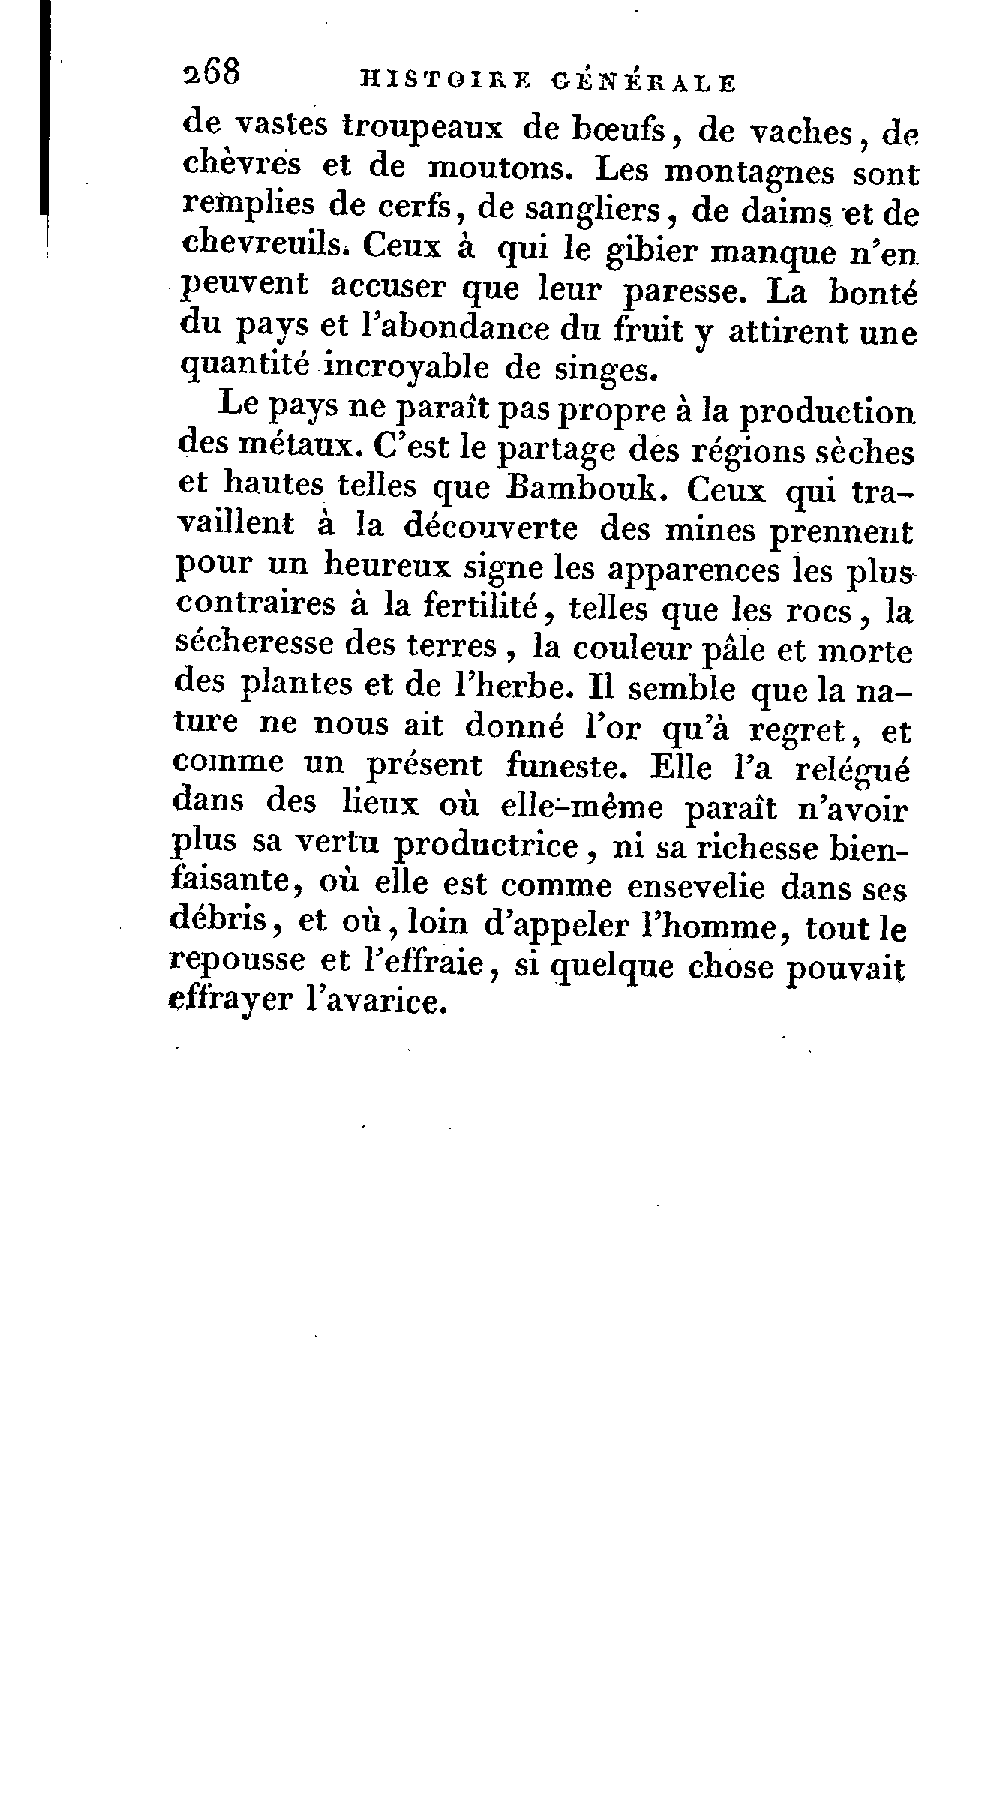 268 HISTOIRE GÉNÉRALE
de vastes troupeaux de bœufs, de vaches, de
chèvres et de moutons. Les montagnes sont
remplies de cerfs, de sangliers, de daims et de
chevreuils. Ceux à qui le gibier manque n'en
peuvent accuser que leur paresse. La bonté
du pays et l'abondance du fruit y attirent une
quantité incroyable de singes.
Le pays ne paraît pas propre à la production
des métaux. C'est le partage des régions sèches
et hautes telles que Bambouk. Ceux qui tra-
vaillent à la découverte des mines prennent
pour un heureux signe les apparences les plus
contraires à la fertilité, telles que les rocs, la
sécheresse des terres, la couleur pâle et morte
des plantes et de l'herbe. Il semble que la na-
ture ne nous ait donné l'or qu'à regret, et
comme un présent funeste. Elle l'a relégué
dans des lieux où elle-même paraît n'avoir
plus sa vertu productrice, ni sa richesse bien-
faisante, où elle est comme ensevelie dans ses
débris, et où, loin d'appeler l'homme, tout le
repousse et l'effraie, si quelque chose pouvait
effrayer l'avarice.